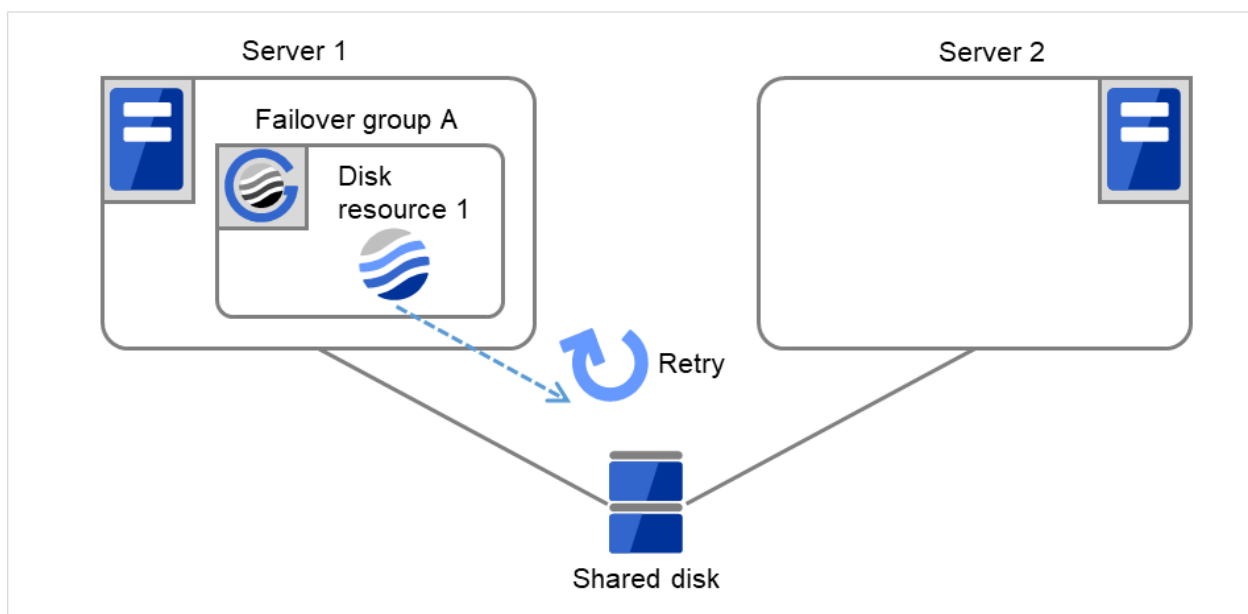 Server 1
Server 2
Failover group A
Disk
resource 1
Retry
Shared disk